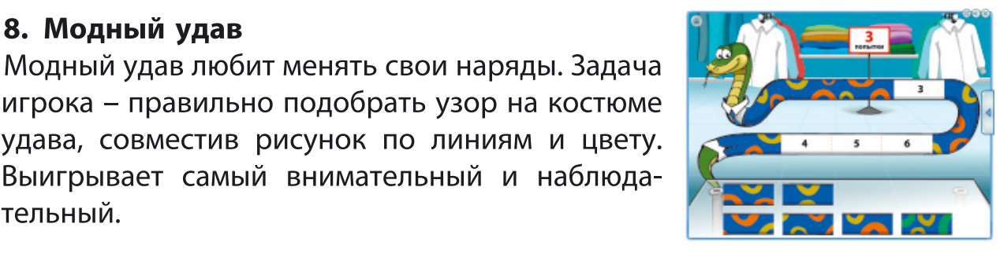 8. Модный удав
Модный удав любит менять свои наряды. Задача
игрока – правильно подобрать узор на костюме
удава, совместив рисунок по линиям и цвету.
Выигрывает самый внимательный и наблюда-
тельный.
3
попытки
3
4 5 6